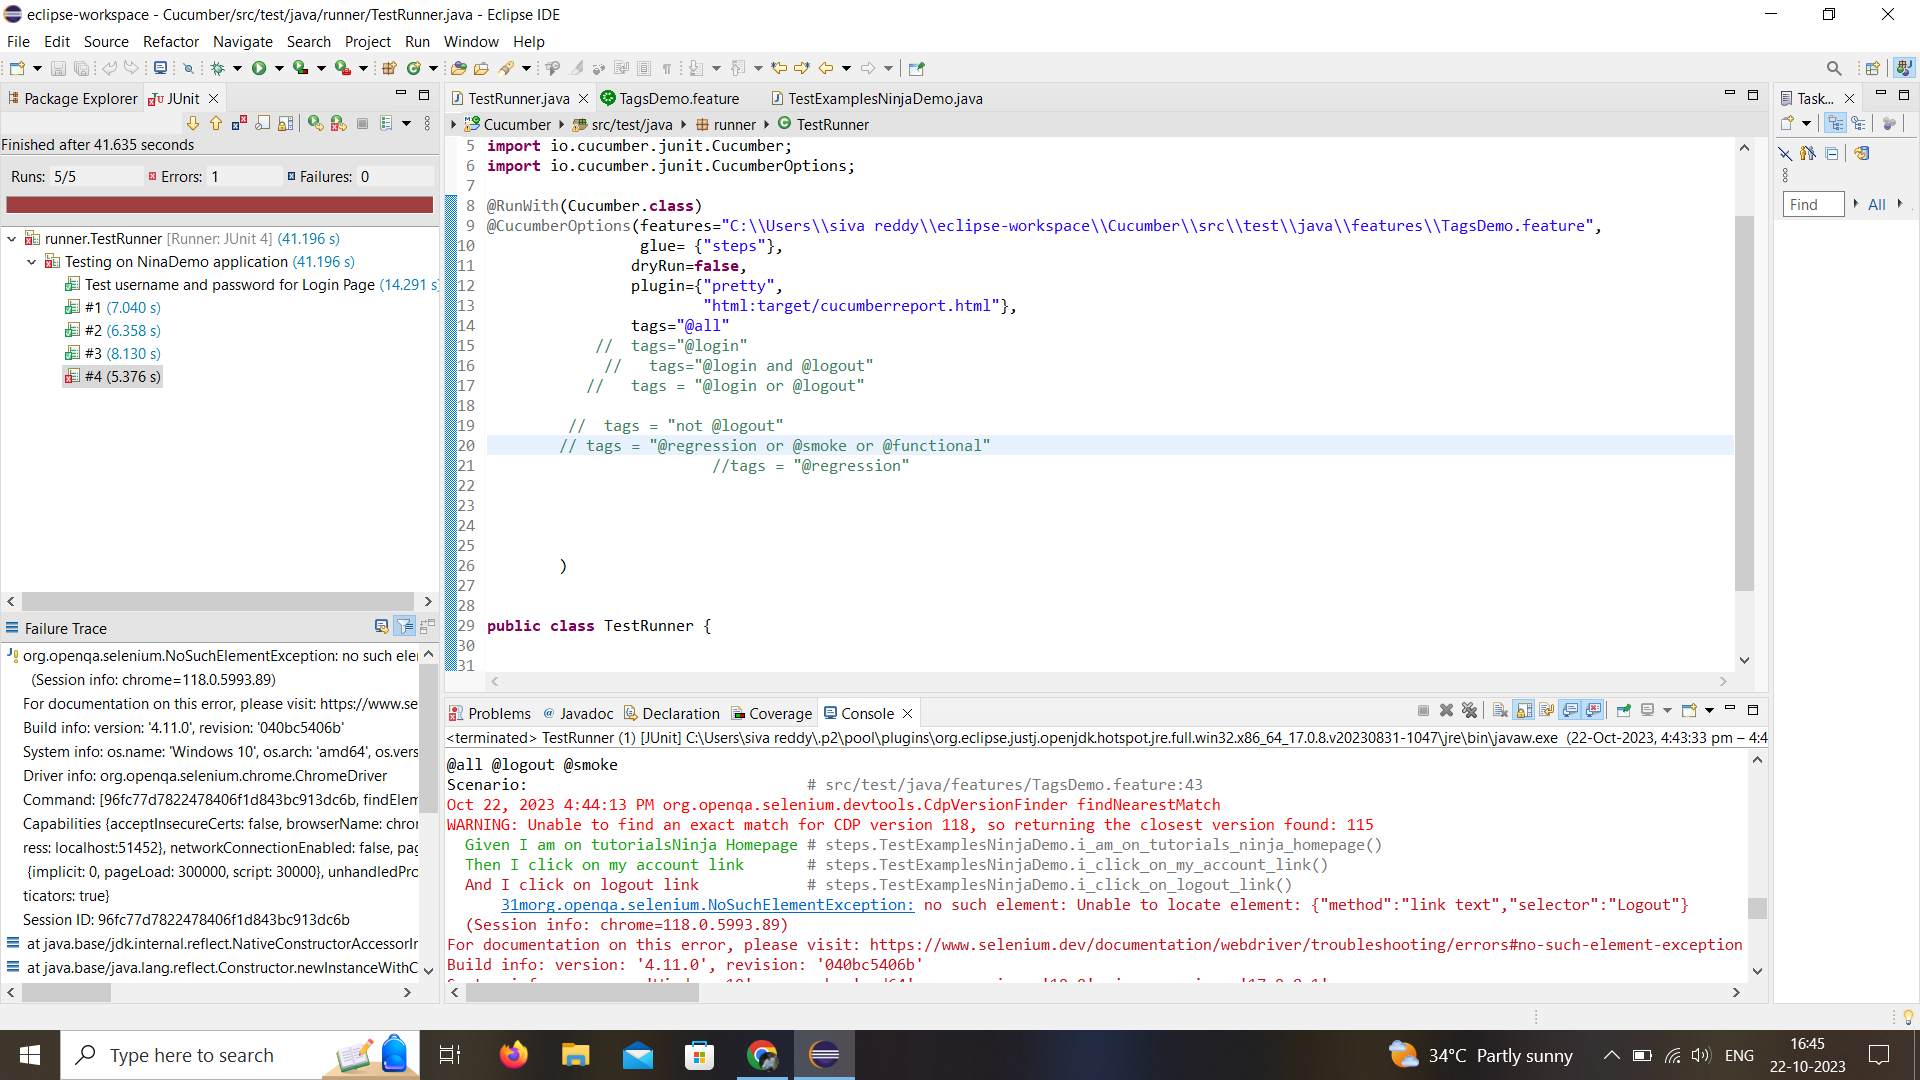 eclipse-workspace - Cucumber/src/test/java/runner/TestRunner.java - Eclipse IDE
File Edit Source Refactor Navigate Search Project Run Window Help
Package Explorer JUnit
Finished after 41.635 seconds
Runs: 5/5 Errors: 1 Failures: 0
runner.TestRunner [Runner: JUnit 4] (41.196 s)
Testing on NinaDemo application (41.196 s)
Test username and password for Login Page (14.291 s
#1 (7.040 s)
#2 (6.358 s)
#3 (8.130 s)
#4 (5.376 s)
Failure Trace
org.openqa.selenium.NoSuchElementException: no such eler
(Session info: chrome=118.0.5993.89)
For documentation on this error, please visit: https://www.se
Build info: version: '4.11.0', revision: '040bc5406b'
System info: os.name: 'Windows 10', os.arch: 'amd64', os.vers
Driver info: org.openqa.selenium.chrome.ChromeDriver
Command: [96fc77d7822478406f1d843bc913dc6b, findElem
Capabilities {acceptInsecureCerts: false, browserName: chror
ress: localhost:51452}, networkConnectionEnabled: false, pag
{implicit: 0, pageLoad: 300000, script: 30000}, unhandledPro
ticators: true}
Session ID: 96fc77d7822478406f1d843bc913dc6b
at java.base/jdk.internal.reflect.NativeConstructorAccessorIr
at java.base/java.lang.reflect.Constructor.newInstanceWithC
TestRunner.java TagsDemo.feature TestExamplesNinjaDemo.java
Cucumber src/test/java runner TestRunner
5 import io.cucumber.junit.Cucumber;
6 import io.cucumber.junit.CucumberOptions;
7
8 @RunWith(Cucumber.class)
9 @CucumberOptions(features="C:\\Users\\siva reddy\\eclipse-workspace\\Cucumber\\src\\test\\java\\features\\TagsDemo.feature",
10 glue= {"steps"},
11 dryRun=false,
12 plugin={"pretty",
13 "html:target/cucumberreport.html"},
14 tags="@all"
15 // tags="@login"
16 // tags="@login and @logout"
17 // tags = "@login or @logout"
18
19 // tags = "not @logout"
20 // tags = "@regression or @smoke or @functional"
21 //tags = "@regression"
22
23
24
25
26 )
27
28
29 public class TestRunner {
30
31
Problems Javadoc Declaration Coverage Console
<terminated> TestRunner (1) [JUnit] C:\Users\siva reddy\.p2\pool\plugins\org.eclipse.justj.openjdk.hotspot.jre.full.win32.x86_64_17.0.8.v20230831-1047\jre\bin\javaw.exe (22-Oct-2023, 4:43:33 pm – 4:4
@all @logout @smoke
Scenario: # src/test/java/features/TagsDemo.feature:43
Oct 22, 2023 4:44:13 PM org.openqa.selenium.devtools.CdpVersionFinder findNearestMatch
WARNING: Unable to find an exact match for CDP version 118, so returning the closest version found: 115
Given I am on tutorialsNinja Homepage # steps.TestExamplesNinjaDemo.i_am_on_tutorials_ninja_homepage()
Then I click on my account link # steps.TestExamplesNinjaDemo.i_click_on_my_account_link()
And I click on logout link # steps.TestExamplesNinjaDemo.i_click_on_logout_link()
31morg.openqa.selenium.NoSuchElementException: no such element: Unable to locate element: {"method":"link text","selector":"Logout"}
(Session info: chrome=118.0.5993.89)
For documentation on this error, please visit: https://www.selenium.dev/documentation/webdriver/troubleshooting/errors#no-such-element-exception
Build info: version: '4.11.0', revision: '040bc5406b'
Task...
Find All
Type here to search
34°C Partly sunny
ENG
16:45
22-10-2023